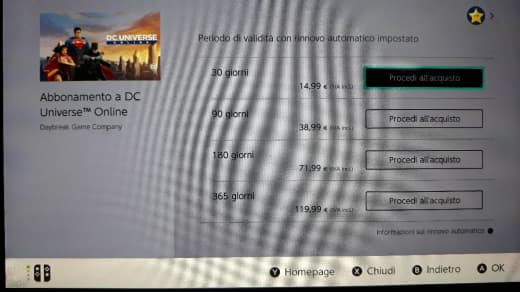 DC UNIVERSE
ONLINE
Periodo di validità con rinnovo automatico impostato
Abbonamento a DC
Universe™ Online
Daybreak Game Company
30 giorni
14,99 € (IVA incl.)
Procedi all'acquisto
90 giorni
38,99 € (IVA incl.)
Procedi all'acquisto
180 giorni
71,99 € (IVA incl.)
Procedi all'acquisto
365 giorni
119,99 € (IVA incl.)
Procedi all'acquisto
Informazioni sul rinnovo automatico
Y Homepage X Chiudi B Indietro A OK